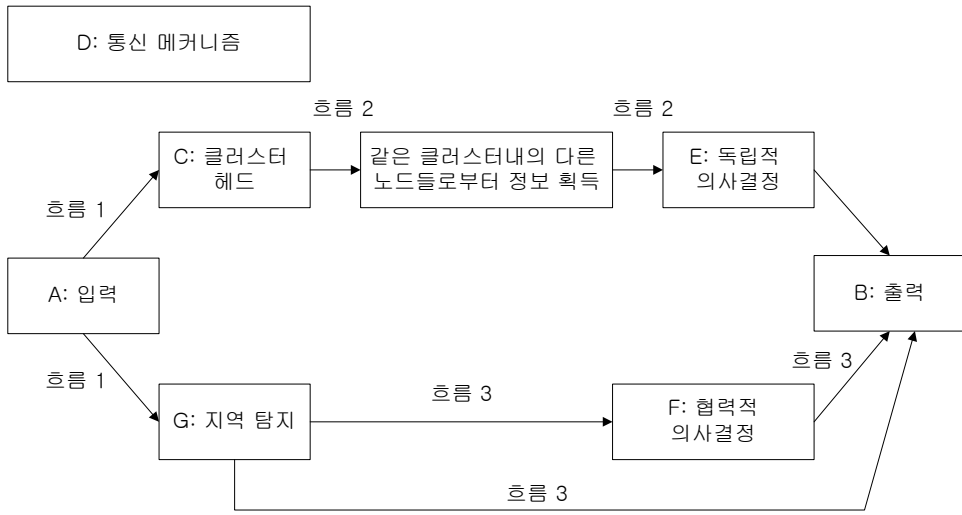 D: 통신 메커니즘
흐름 2
흐름 2
C: 클러스터
헤드
같은 클러스터내의 다른
노드들로부터 정보 획득
E: 독립적
의사결정
흐름 1
A: 입력
B: 출력
흐름 1
흐름 3
흐름 3
G: 지역 탐지
F: 협력적
의사결정
흐름 3